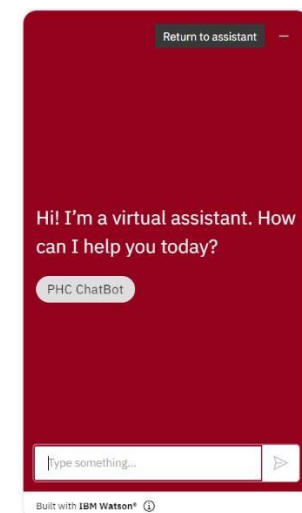 Return to assistant
Hi! I'm a virtual assistant. How
can I help you today?
PHC ChatBot
Type something...
Built with IBM Watson®